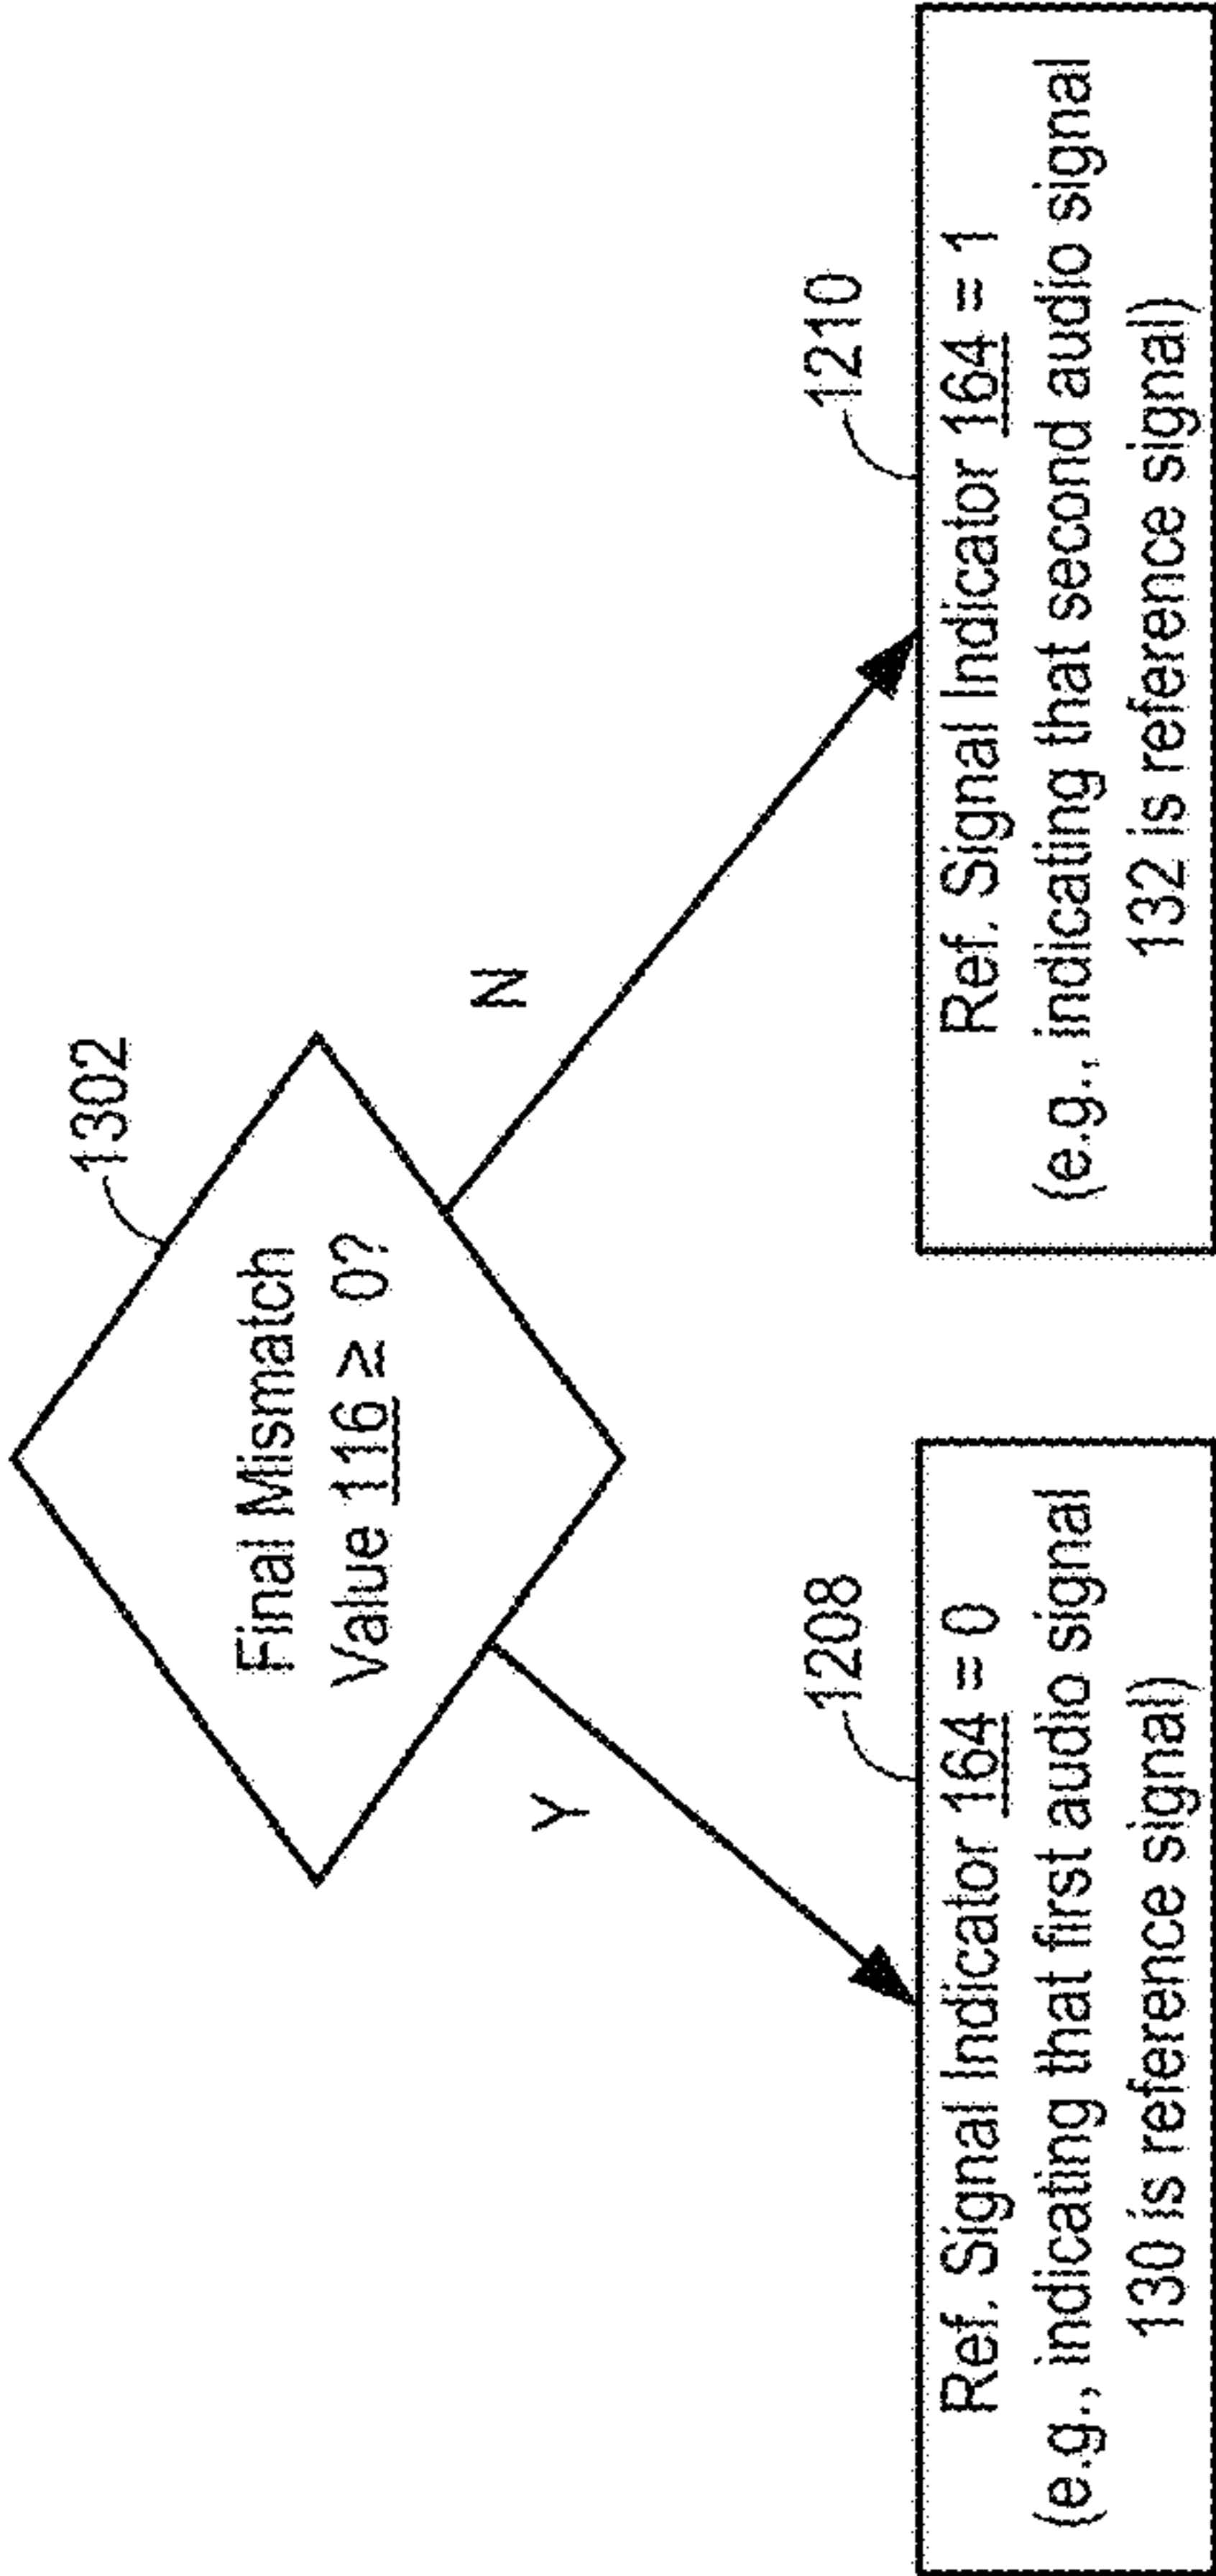 1302
Final Mismatch
Value 116 ≥ 0?
Y
N
1208
Ref. Signal Indicator 164 = 0
(e.g., indicating that first audio signal
130 is reference signal)
1210
Ref. Signal Indicator 164 = 1
(e.g., indicating that second audio signal
132 is reference signal)